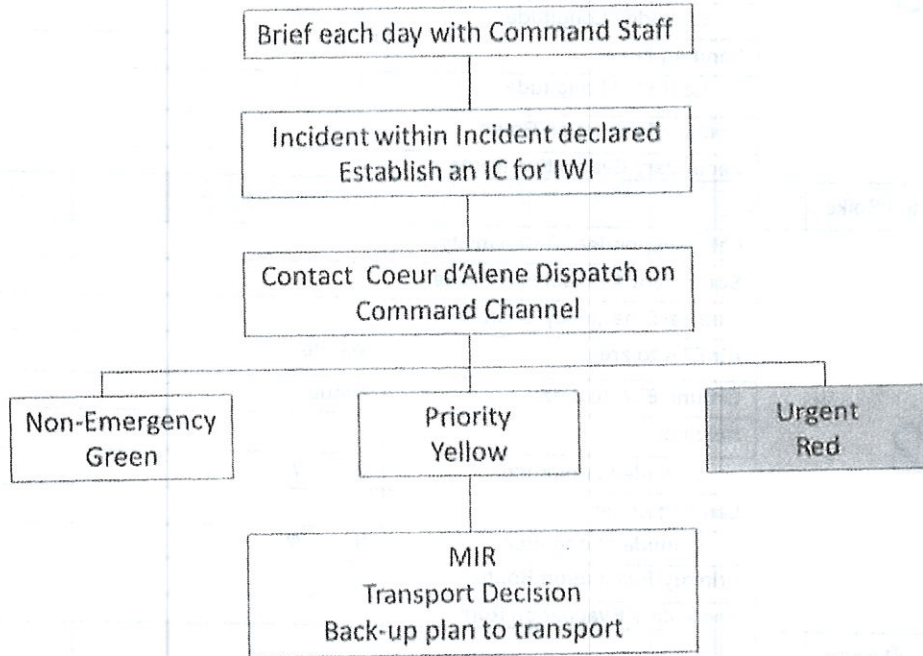 Brief each day with Command Staff
Incident within Incident declared
Establish an IC for IWI
Contact Coeur d'Alene Dispatch on
Command Channel
Non-Emergency
Green
Priority
Yellow
Urgent
Red
MIR
Transport Decision
Back-up plan to transport